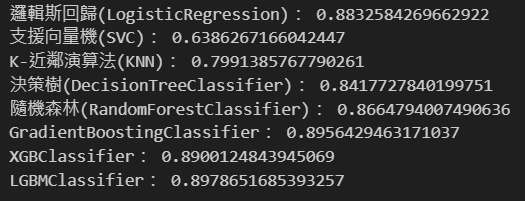 邏輯斯回歸(LogisticRegression)： 0.8832584269662922
支援向量機(SVC)： 0.6386267166042447
K-近鄰演算法(KNN)： 0.7991385767790261
決策樹(DecisionTreeClassifier)： 0.8417727840199751
隨機森林(RandomForestClassifier)： 0.8664794007490636
GradientBoostingClassifier： 0.8956429463171037
XGBClassifier： 0.8900124843945069
LGBMClassifier： 0.8978651685393257